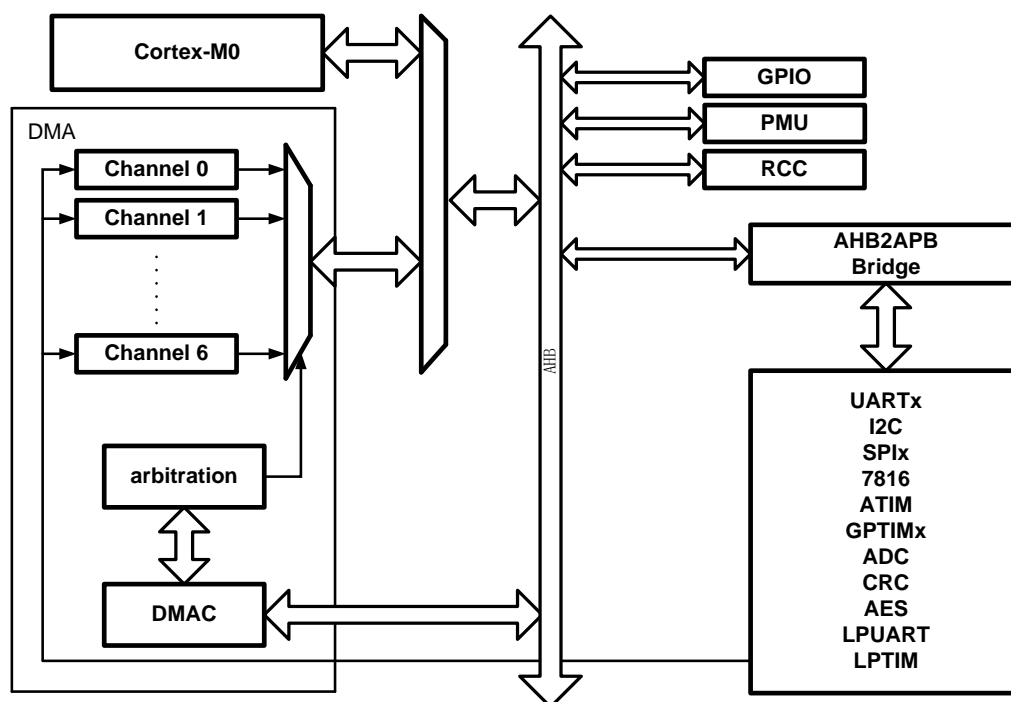 Cortex-M0
DMA
Channel 0
Channel 1
Channel 6
arbitration
DMAC
AHB
GPIO
PMU
RCC
AHB2APB
Bridge
UARTx
I2C
SPIx
7816
ATIM
GPTIMx
ADC
CRC
AES
LPUART
LPTIM